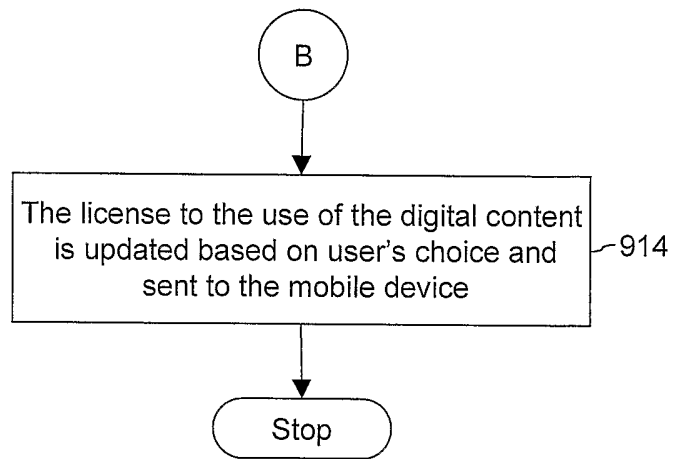 B
The license to the use of the digital content
is updated based on user's choice and
sent to the mobile device
914
Stop